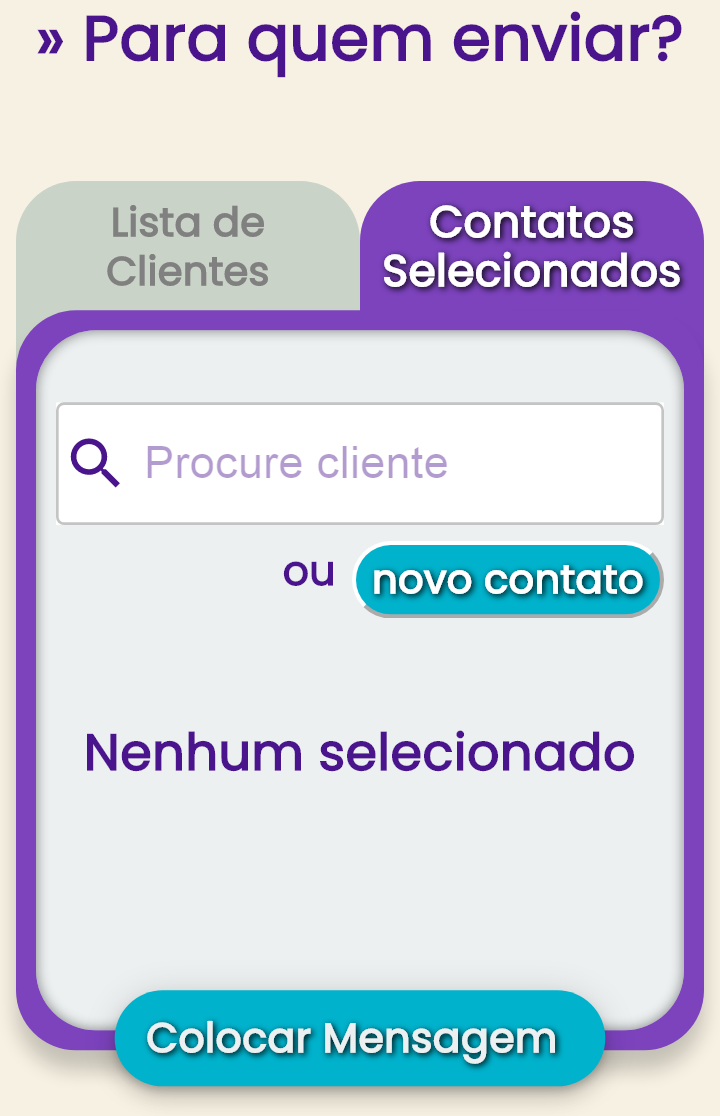 » Para quem enviar?
Lista de
Clientes
Contatos
Selecionados
Procure cliente
ou novo contato
Nenhum selecionado
Colocar Mensagem